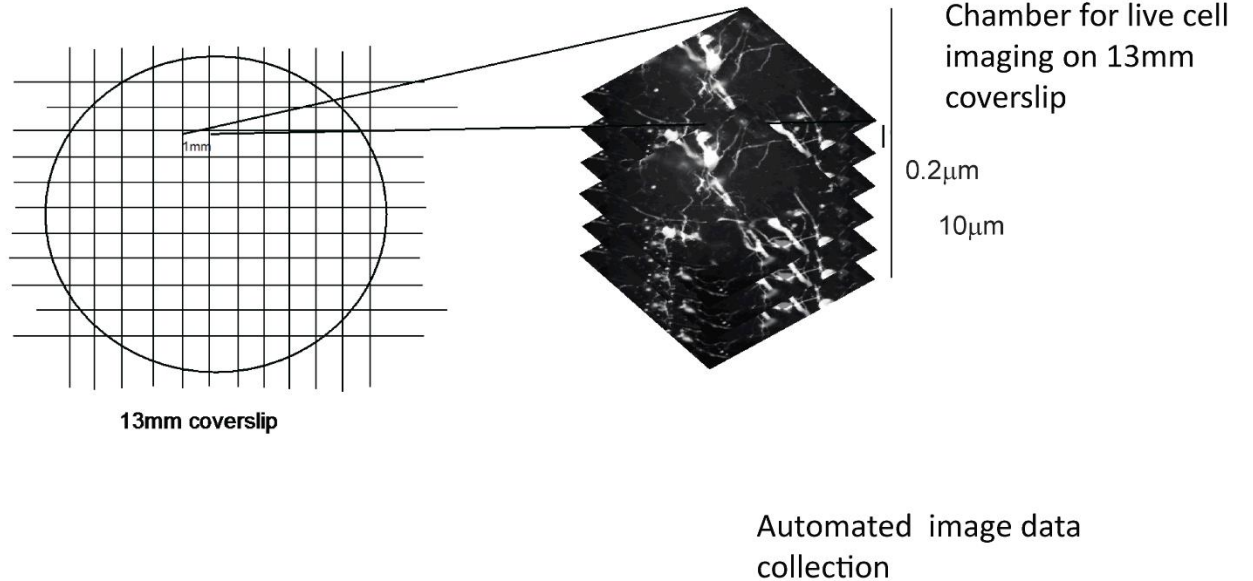 Chamber for live cell
imaging on 13mm
coverslip
1mm
0.2μm
10μm
13mm coverslip
Automated image data
collection